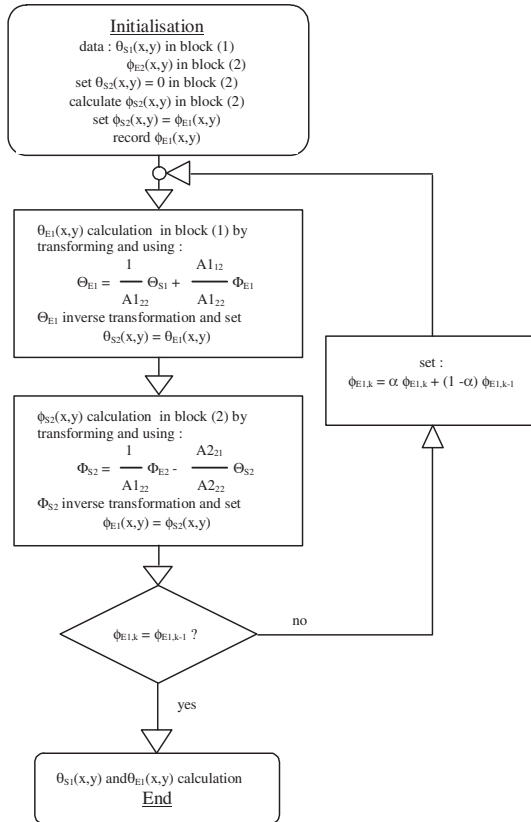 Initialisation
data : θS1(x,y) in block (1)
ϕE2(x,y) in block (2)
set θS2(x,y) = 0 in block (2)
calculate ϕS2(x,y) in block (2)
set ϕS2(x,y) = ϕE1(x,y)
record ϕE1(x,y)
θE1(x,y) calculation in block (1) by
transforming and using :
1 A1₁₂
ΘE1 = ― ΘS1 + ― ΦE1
A1₂₂ A1₂₂
ΘE1 inverse transformation and set
θS2(x,y) = θE1(x,y)
set :
ϕE1,k = α ϕE1,k + (1 -α) ϕE1,k-1
ϕS2(x,y) calculation in block (2) by
transforming and using :
1 A2₂₁
ΦS2 = ― ΦE2 - ― ΘS2
A1₂₂ A2₂₂
ΦS2 inverse transformation and set
ϕE1(x,y) = ϕS2(x,y)
ϕE1,k = ϕE1,k-1 ?
no
yes
θS1(x,y) andθE1(x,y) calculation
End